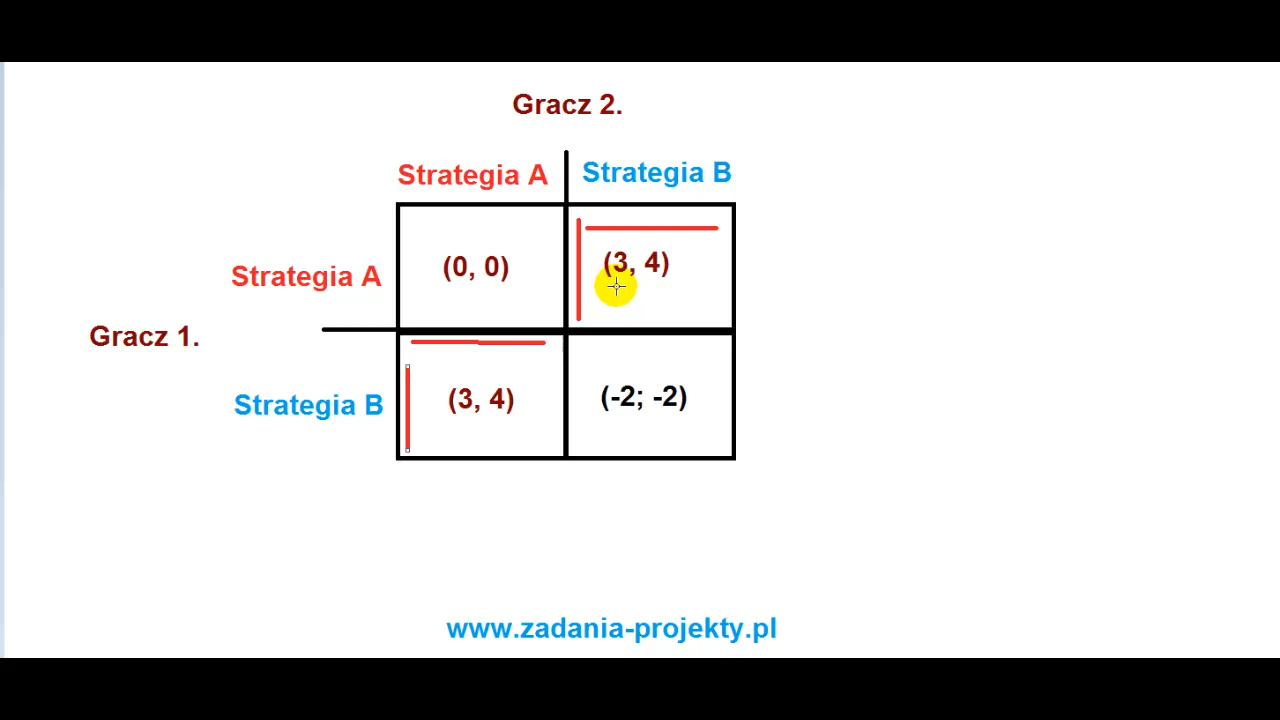 Gracz 2.
Strategia A Strategia B
Strategia A (0, 0) (3, 4)
Gracz 1.
Strategia B (3, 4) (-2; -2)
www.zadania-projekty.pl